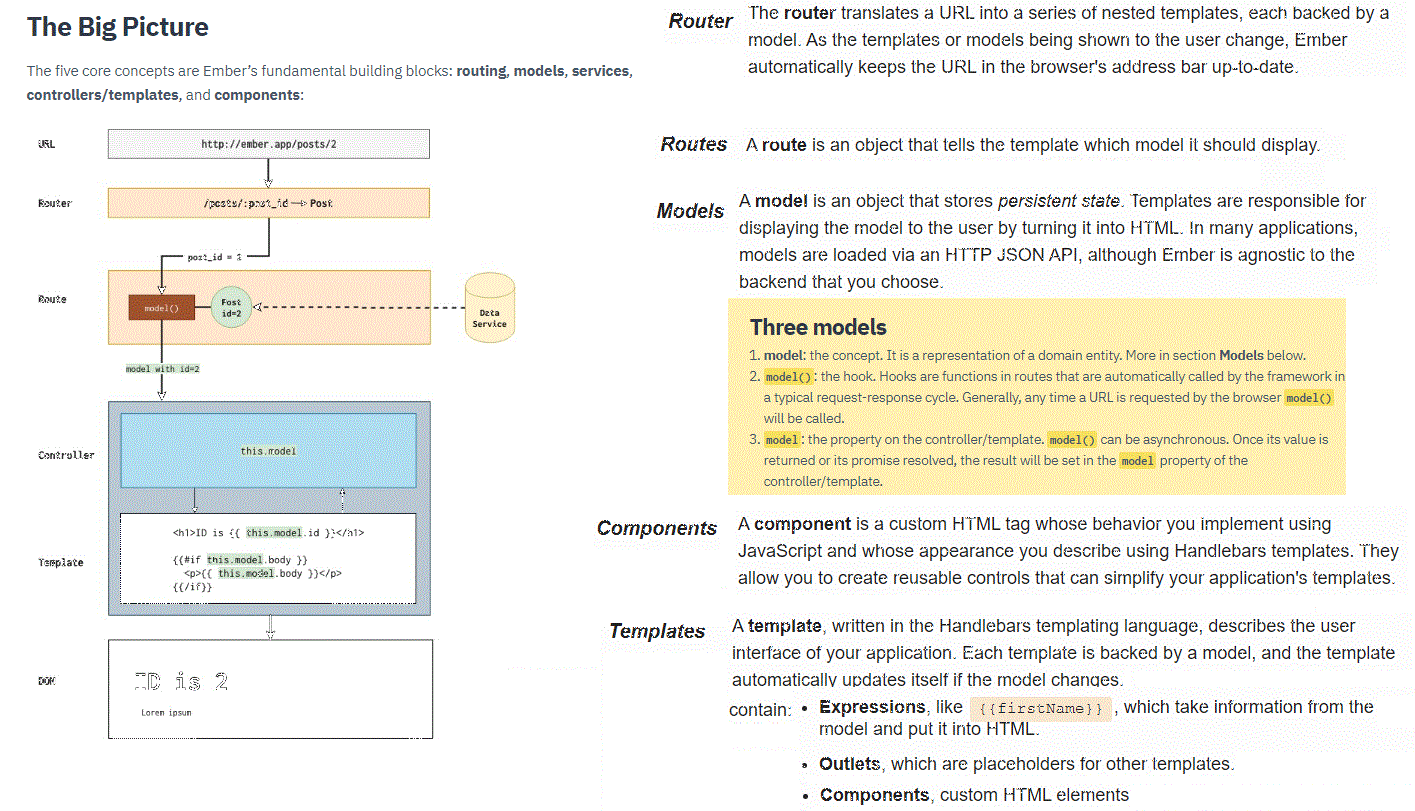 The Big Picture
The five core concepts are Ember's fundamental building blocks: routing, models, services,
controllers/templates, and components:
URL
http://ember.app/posts/2
Router
/posts/:post_id —> Post
post_id = 2
Route
model()
Post
id=2
Data
Service
model with id=2
Controller
this.model
Template
<h1>ID is {{ this.model.id }}</h1>
{{#if this.model.body }}
<p>{{ this.model.body }}</p>
{{/if}}
DOM
ID is 2
Lorem ipsum
Router
The router translates a URL into a series of nested templates, each backed by a
model. As the templates or models being shown to the user change, Ember
automatically keeps the URL in the browser's address bar up-to-date.
Routes
A route is an object that tells the template which model it should display.
Models
A model is an object that stores persistent state. Templates are responsible for
displaying the model to the user by turning it into HTML. In many applications,
models are loaded via an HTTP JSON API, although Ember is agnostic to the
backend that you choose.
Three models
1. model: the concept. It is a representation of a domain entity. More in section Models below.
2. model(): the hook. Hooks are functions in routes that are automatically called by the framework in
a typical request-response cycle. Generally, any time a URL is requested by the browser model()
will be called.
3. model: the property on the controller/template. model() can be asynchronous. Once its value is
returned or its promise resolved, the result will be set in the model property of the
controller/template.
Components
A component is a custom HTML tag whose behavior you implement using
JavaScript and whose appearance you describe using Handlebars templates. They
allow you to create reusable controls that can simplify your application's templates.
Templates
A template, written in the Handlebars templating language, describes the user
interface of your application. Each template is backed by a model, and the template
automatically updates itself if the model changes.
contain:
• Expressions, like {{firstName}}, which take information from the
model and put it into HTML.
• Outlets, which are placeholders for other templates.
• Components, custom HTML elements